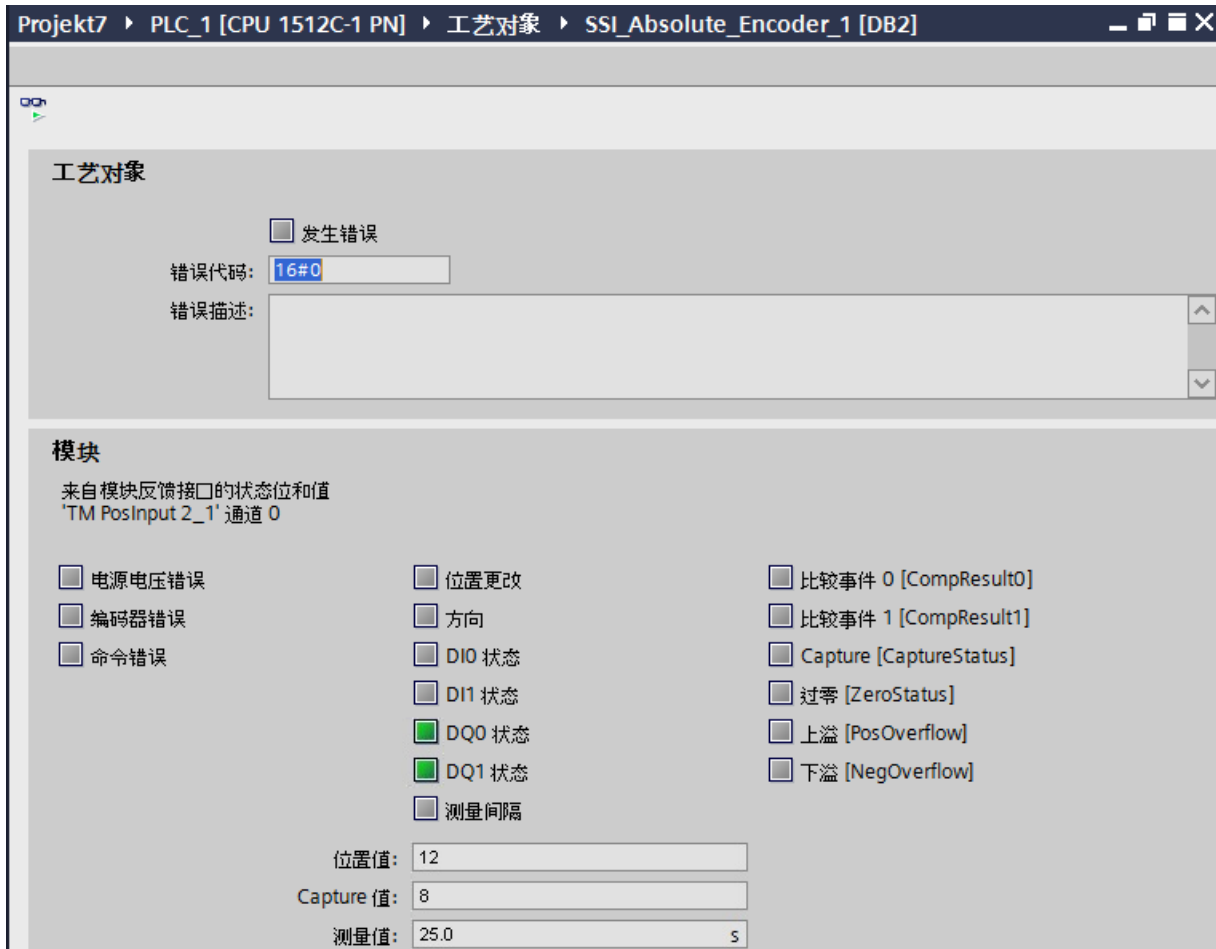 Projekt7 ▸ PLC_1 [CPU 1512C-1 PN] ▸ 工艺对象 ▸ SSI_Absolute_Encoder_1 [DB2]
工艺对象
发生错误
错误代码: 16#0
错误描述:
模块
来自模块反馈接口的状态位和值
'TM PosInput 2_1' 通道 0
电源电压错误 位置更改 比较事件 0 [CompResult0]
编码器错误 方向 比较事件 1 [CompResult1]
命令错误 DI0 状态 Capture [CaptureStatus]
DI1 状态 过零 [ZeroStatus]
DQ0 状态 上溢 [PosOverflow]
DQ1 状态 下溢 [NegOverflow]
测量间隔
位置值: 12
Capture 值: 8
测量值: 25.0 s